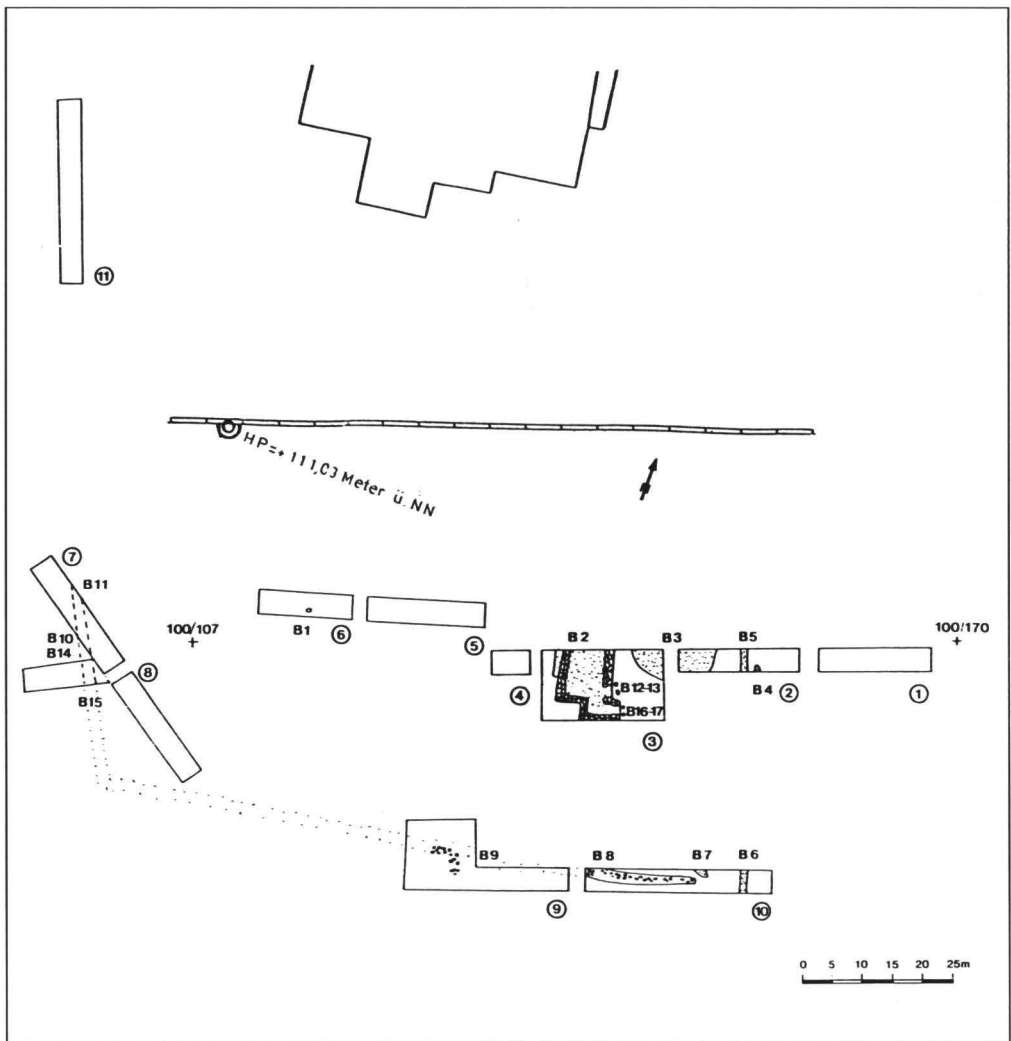 ⑪
HP=+111,03 Meter ü. NN
⑦
B11
B10
B14
B15
⑧
100/107
B1
⑥
⑤
④
B2
B3
B5
100/170
B12-13
B16-17
B4
②
①
③
B9
B8
B7
B6
⑨
⑩
0 5 10 15 20 25m